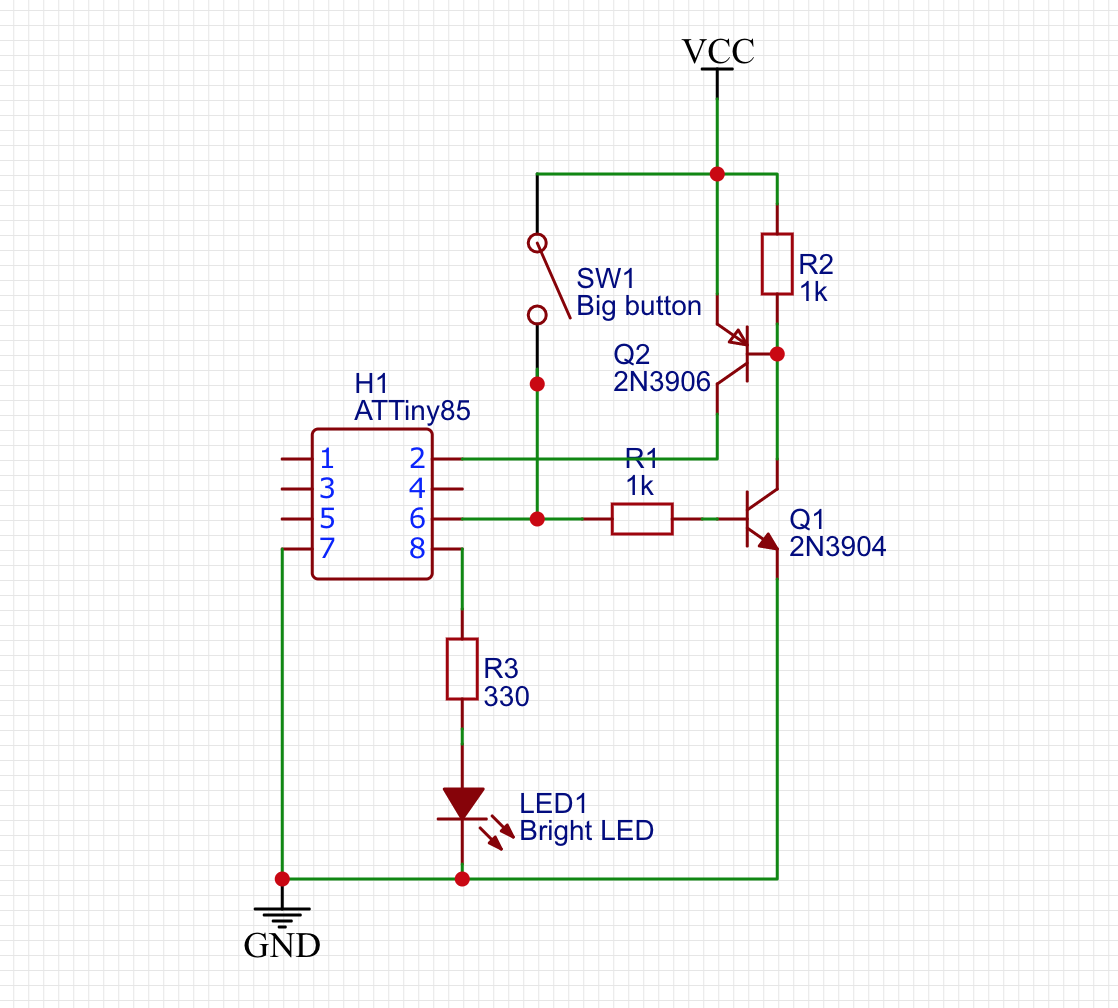 VCC
R2
1k
SW1
Big button
Q2
2N3906
H1
ATTiny85
1 2
3 4
5 6
7 8
R1
1k
Q1
2N3904
R3
330
LED1
Bright LED
GND